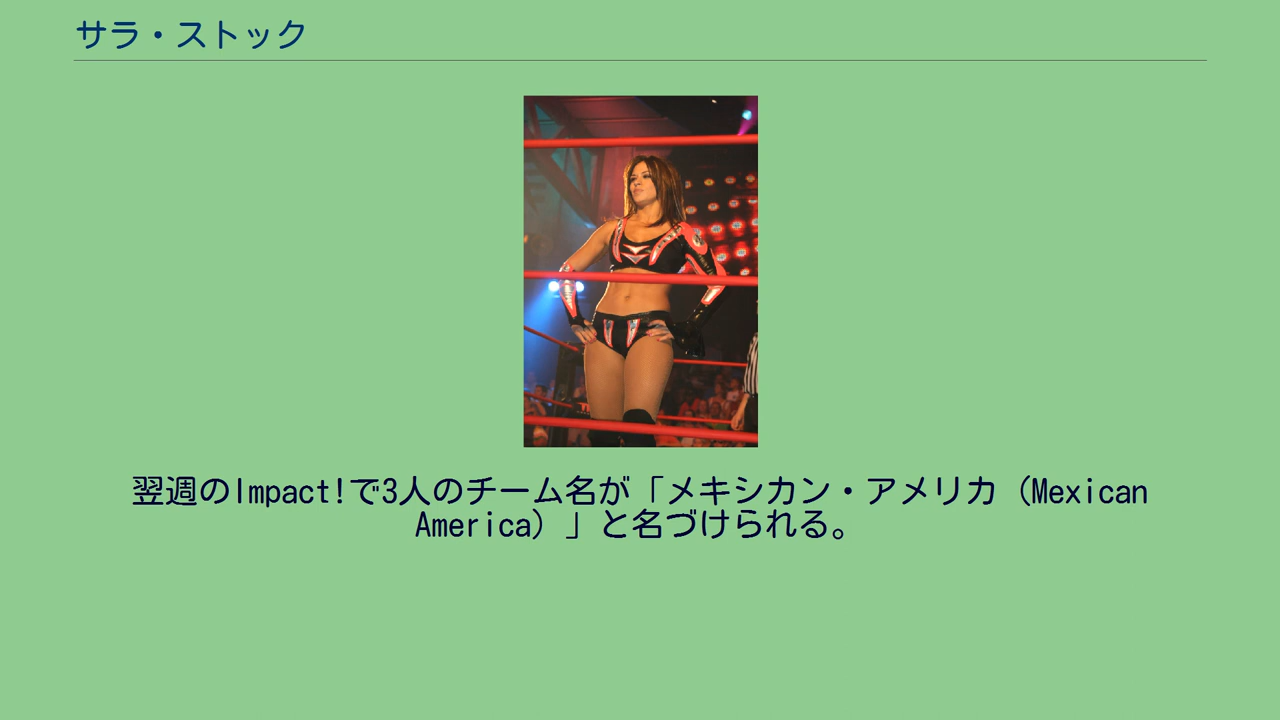 サラ・ストック
翌週のImpact!で3人のチーム名が「メキシカン・アメリカ（Mexican
America）」と名づけられる。